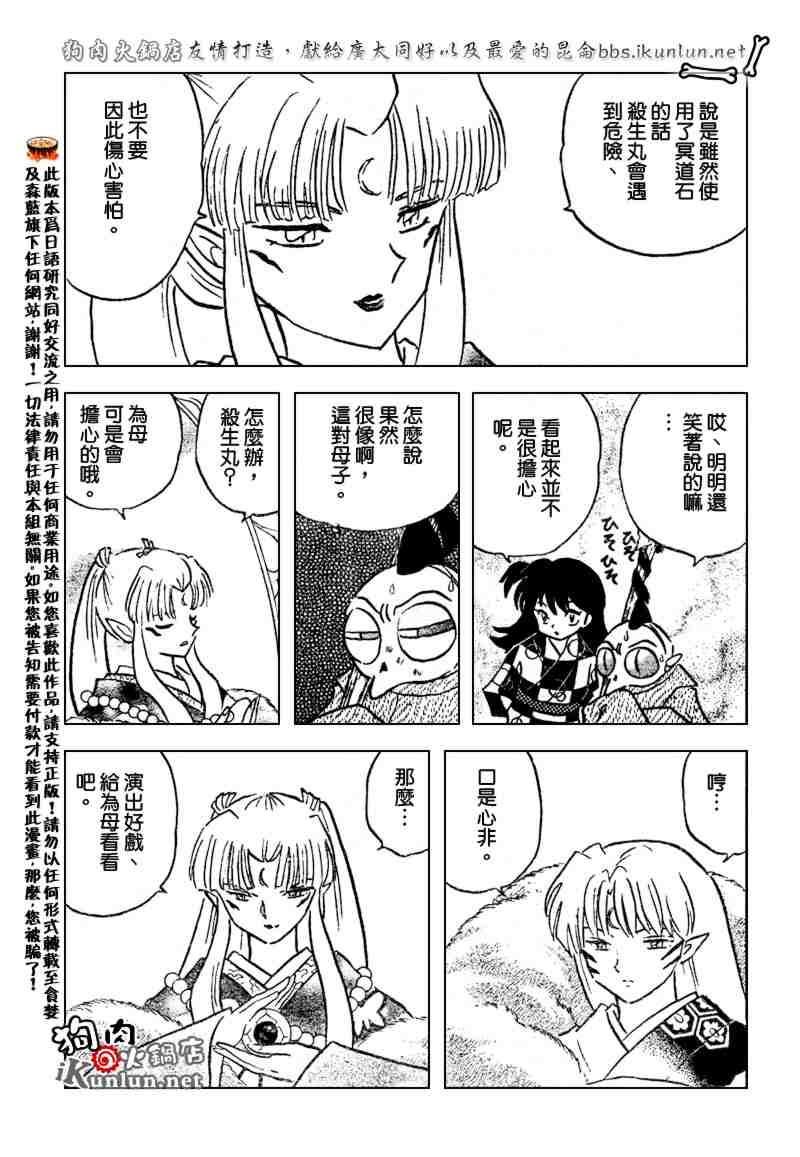 狗肉火鍋店友情打造、獻給廣大同好以及最愛的昆侖bbs.ikunlun.net
說是雖然使
用了冥道石
的話
殺生丸會遇
到危險、
也不要
因此傷心害怕。
哎、明明還
笑著說的嘛
…
看起來並不
是很擔心
呢。
ひそひそ
ひそひそ
怎麼說
果然
很像啊，
這對母子。
怎麼辦，
殺生丸？
為母
可是會
擔心的哦。
哼…
口是心非。
那麼…
演出好戲、
給為母看看
吧。
此版本爲日語研究同好交流之用，請勿用于任何商業用途。如您喜歡此作品，請支持正版！請勿以任何形式轉載至貪婪
及森藍旗下任何網站，謝謝！一切法律責任與本組無關。如果您被告知需要付款才能看到此漫畫，那麽，您被騙了！
狗肉
火鍋店
iKunlun.net